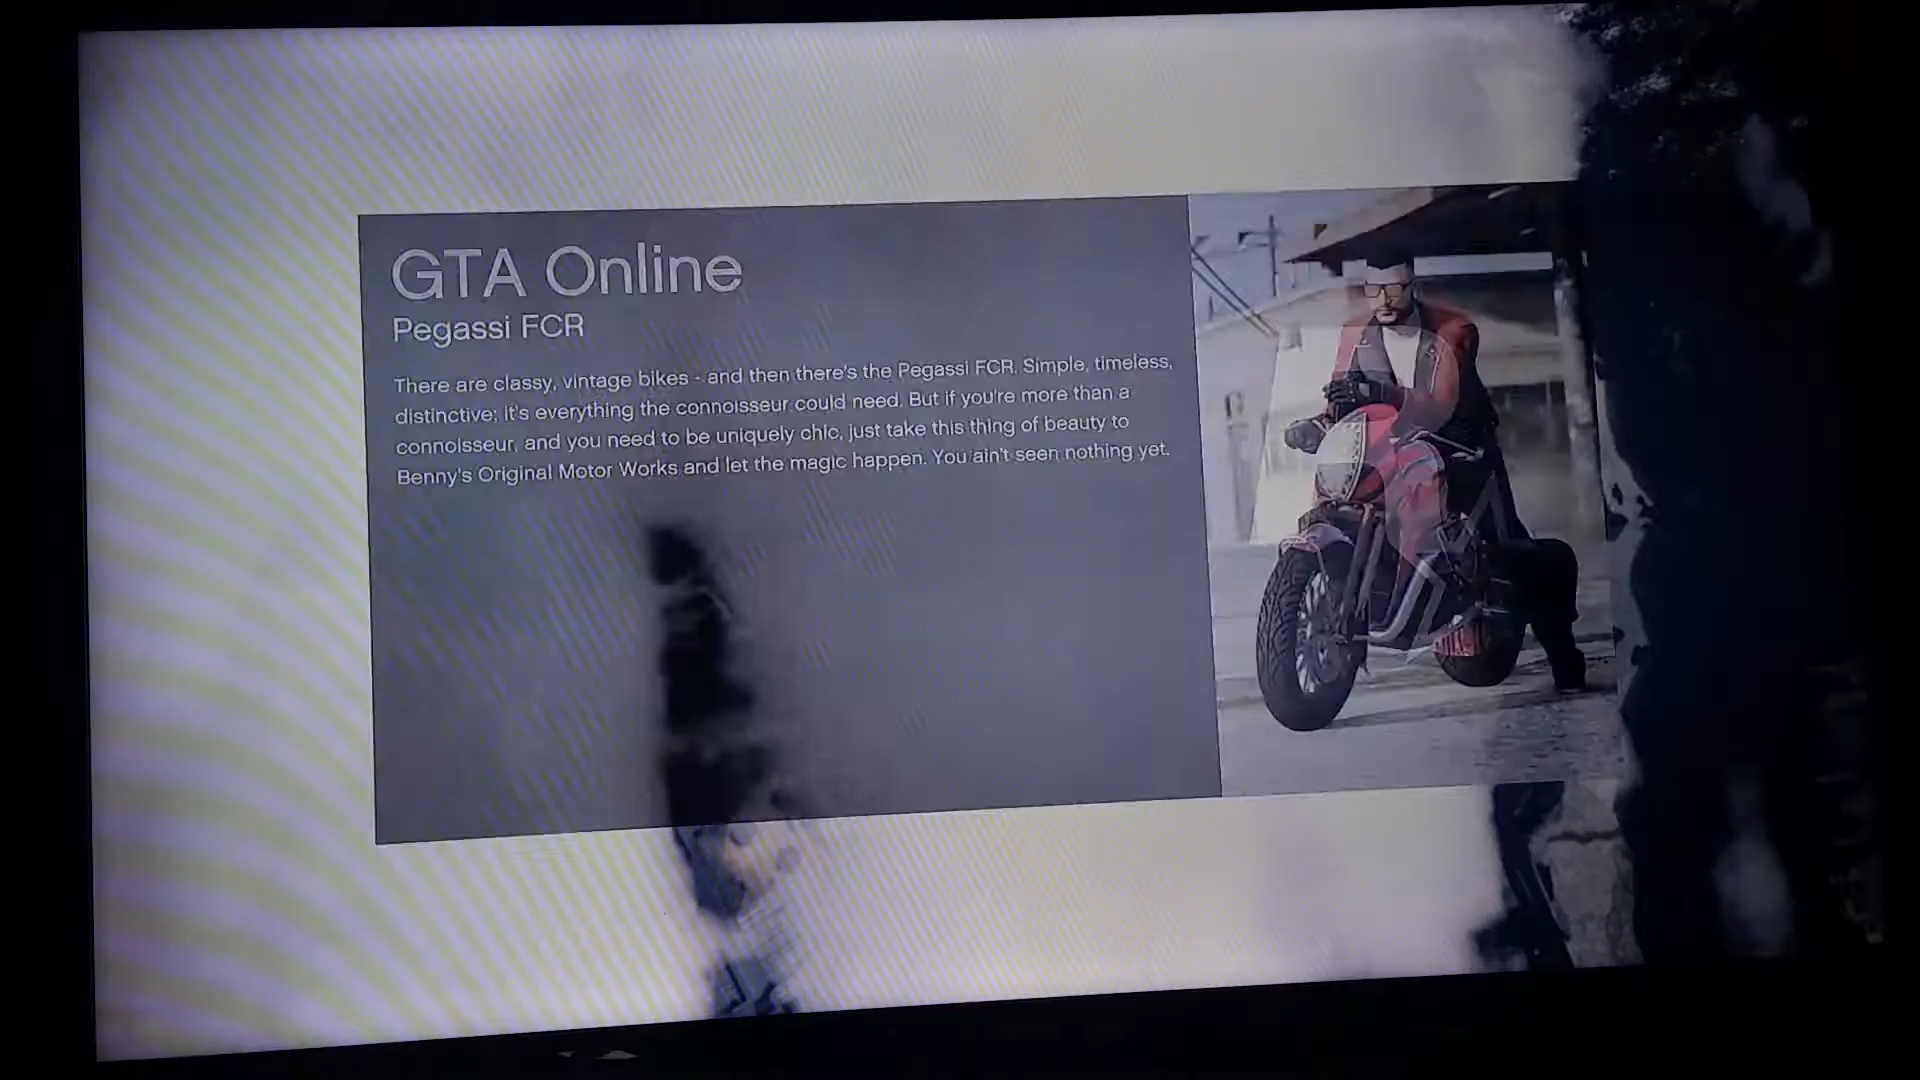 GTA Online
Pegassi FCR
There are classy, vintage bikes - and then there's the Pegassi FCR. Simple, timeless,
distinctive; it's everything the connoisseur could need. But if you're more than a
connoisseur, and you need to be uniquely chic, just take this thing of beauty to
Benny's Original Motor Works and let the magic happen. You ain't seen nothing yet.